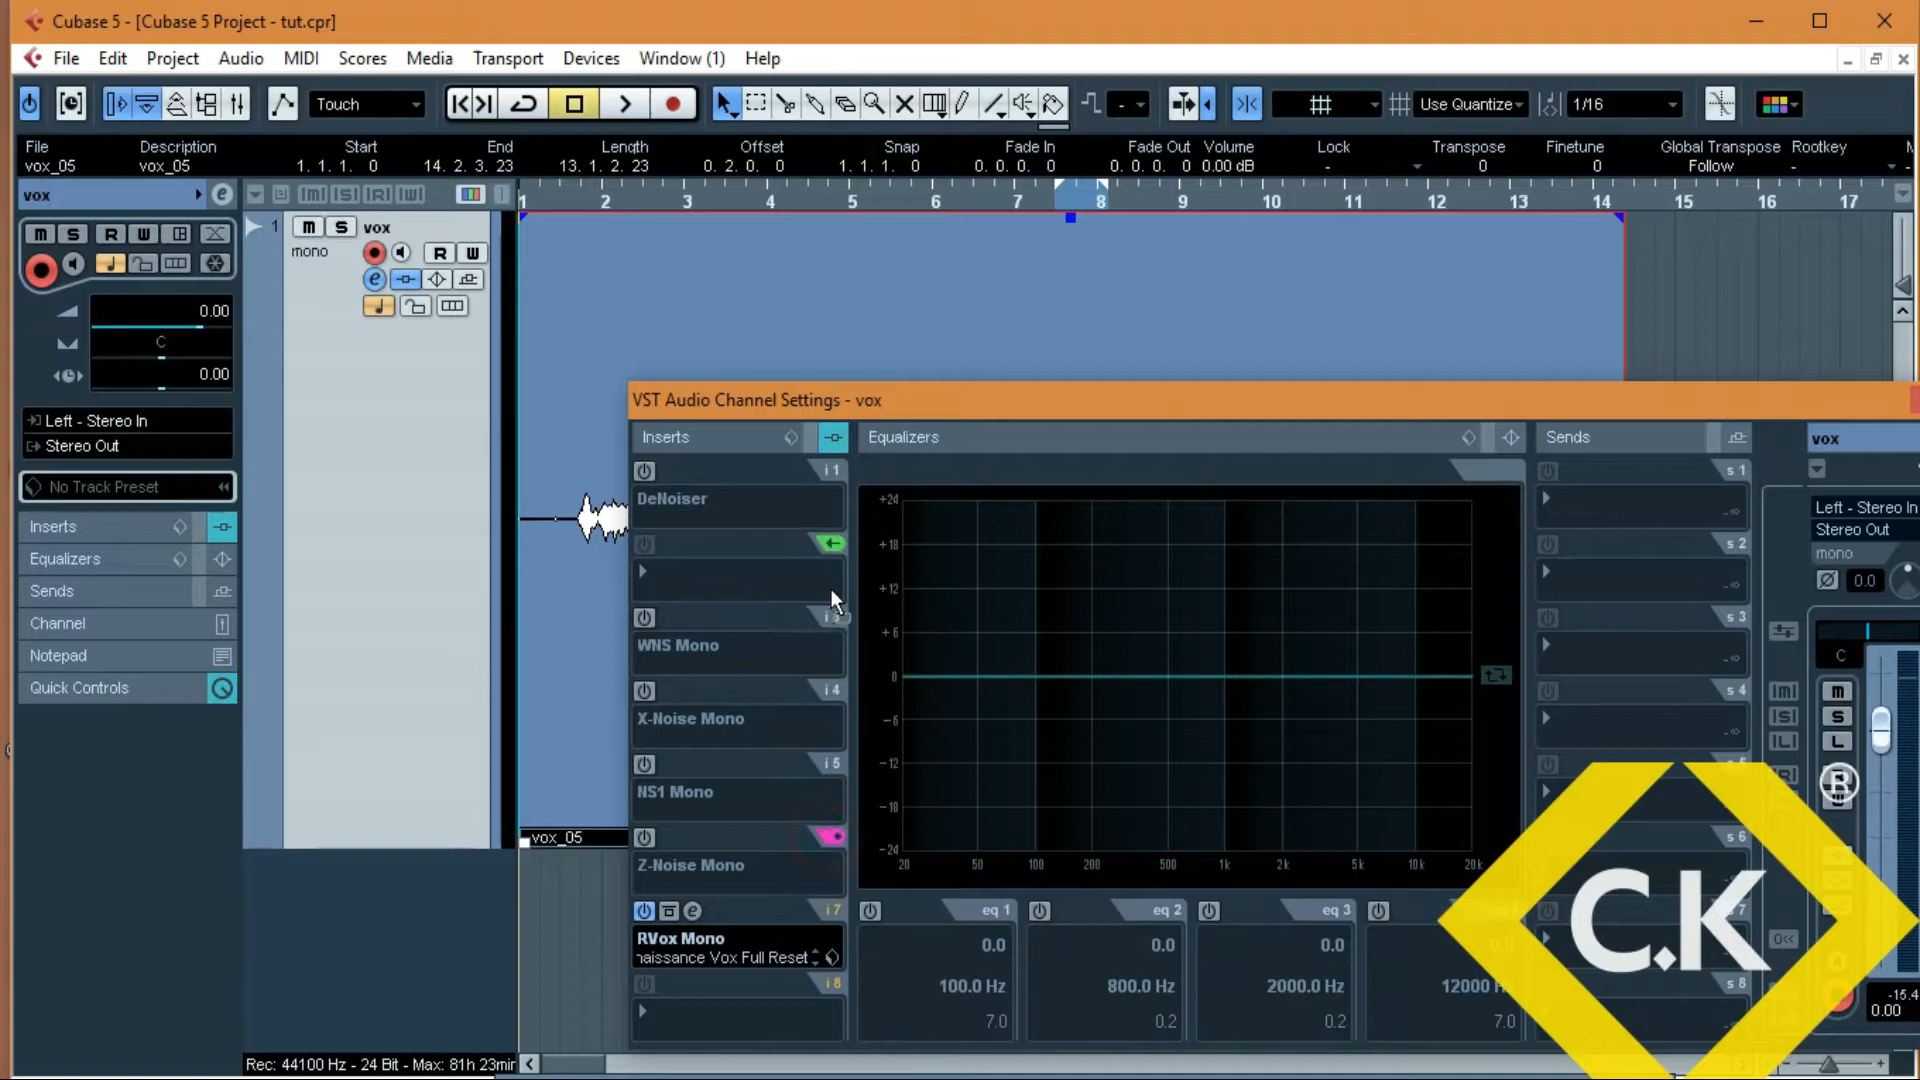 Cubase 5 - [Cubase 5 Project - tut.cpr]
File Edit Project Audio MIDI Scores Media Transport Devices Window (1) Help
Touch - Use Quantize 1/16
File Description Start End Length Offset Snap Fade In Fade Out Volume Lock Transpose Finetune Global Transpose Rootkey
vox_05 vox_05 1. 1. 1. 0 14. 2. 3. 23 13. 1. 2. 23 0. 2. 0. 0 1. 1. 1. 0 0. 0. 0. 0 0. 0. 0. 0 0.00 dB - 0 0 Follow -
vox e M S R W
1 2 3 4 5 6 7 8 9 10 11 12 13 14 15 16 17
M S R W
1 M S vox
mono R W
e
0.00
C
0.00
Left - Stereo In
Stereo Out
No Track Preset
Inserts
Equalizers
Sends
Channel
Notepad
Quick Controls
vox_05
Rec: 44100 Hz - 24 Bit - Max: 81h 23min
VST Audio Channel Settings - vox
Inserts Equalizers Sends vox
i 1
DeNoiser
WNS Mono
i 4
X-Noise Mono
i 5
NS1 Mono
Z-Noise Mono
e i 7
RVox Mono
naissance Vox Full Reset
i 8
+24
+18
+12
+6
0
-6
-12
-18
-24
20 50 100 200 500 1k 2k 5k 10k 20k
eq 1 eq 2 eq 3
0.0 0.0 0.0
100.0 Hz 800.0 Hz 2000.0 Hz 12000 H
7.0 0.2 0.2 7.0
s 1
-∞
s 2
-∞
s 3
-∞
s 4
-∞
s 6
s 8
Left - Stereo In
Stereo Out
mono
0.0
C
M
S
L
-15.4
0.00
®
C.K